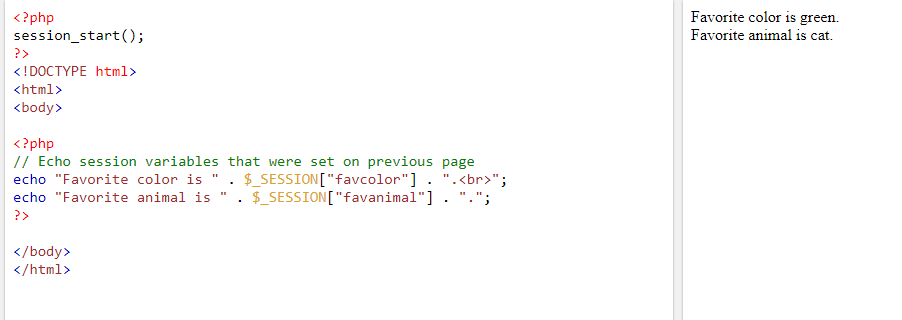 <?php
session_start();
?>
<!DOCTYPE html>
<html>
<body>
<?php
// Echo session variables that were set on previous page
echo "Favorite color is " . $_SESSION["favcolor"] . ".<br>";
echo "Favorite animal is " . $_SESSION["favanimal"] . ".";
?>
</body>
</html>
Favorite color is green.
Favorite animal is cat.